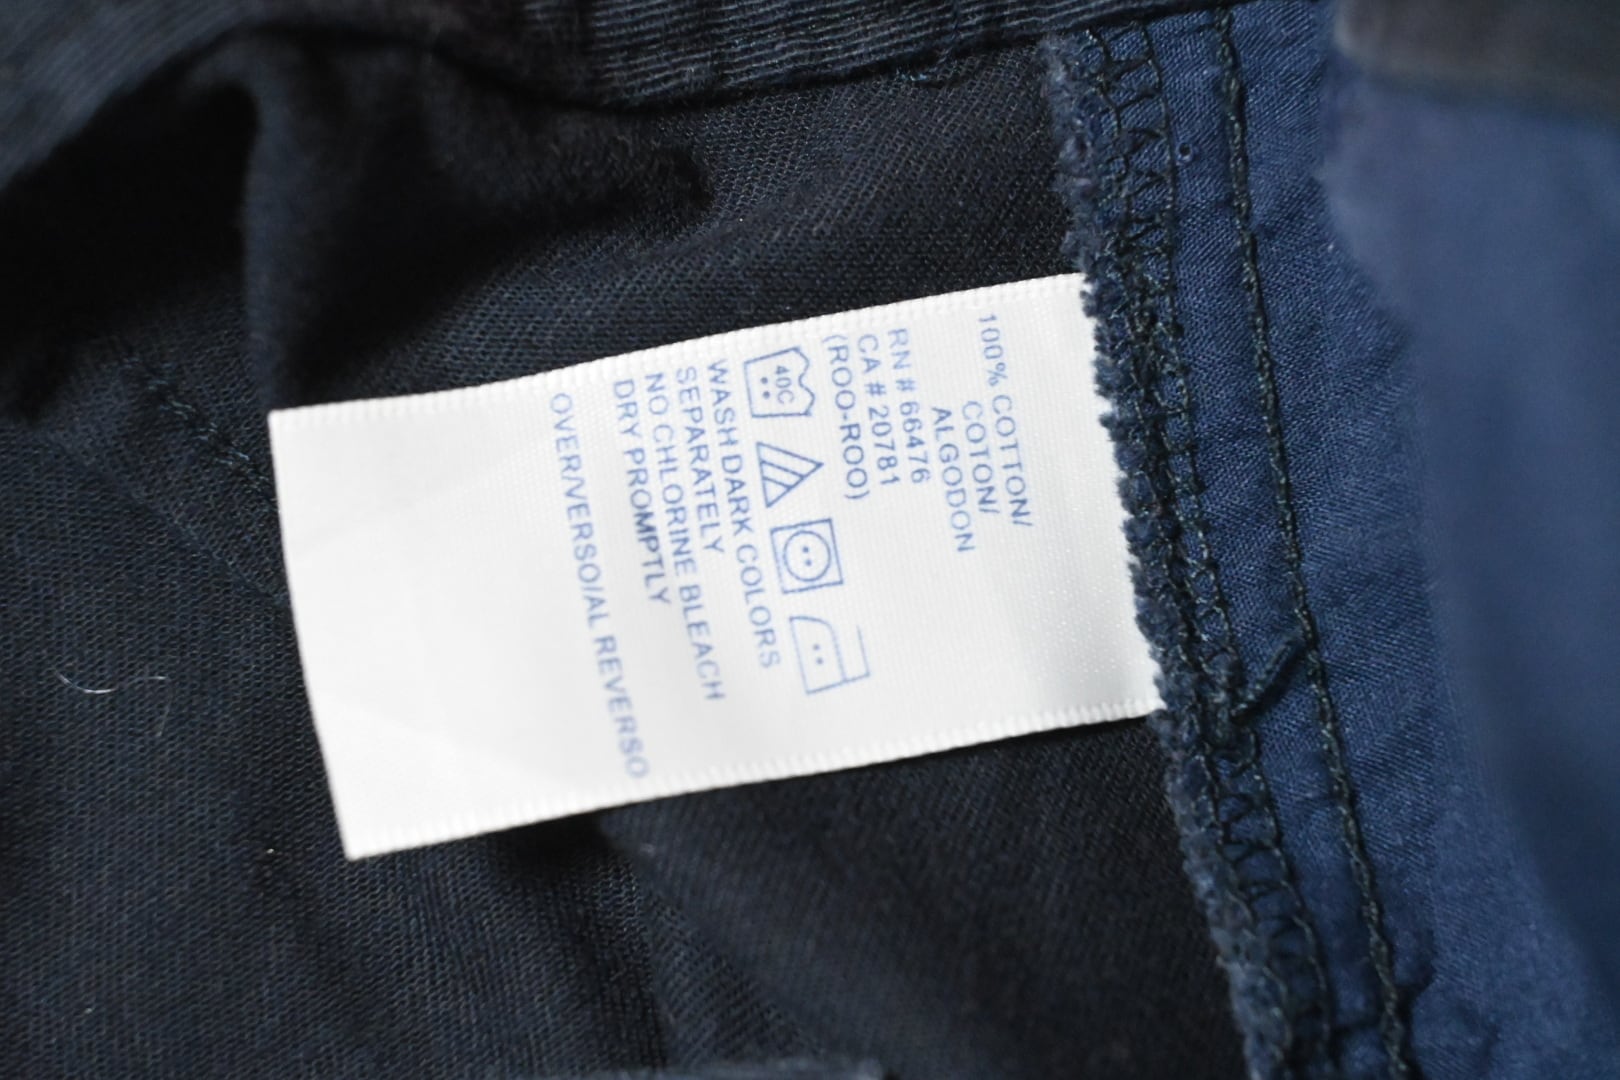 100% COTTON/
COTON/
ALGODON
RN # 66476
CA # 20781
(ROO-ROO)
40C
WASH DARK COLORS
SEPARATELY
NO CHLORINE BLEACH
DRY PROMPTLY
OVER/VERSO/AL REVERSO